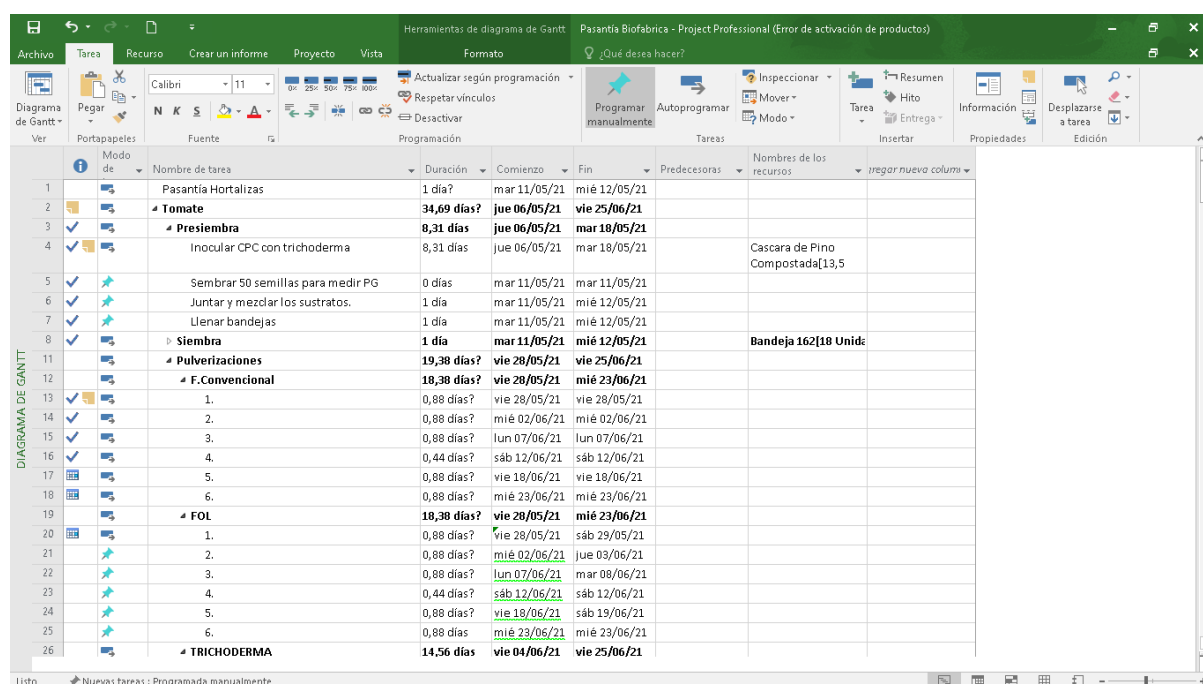 Herramientas de diagrama de Gantt Pasantía Biofabrica - Project Professional (Error de activación de productos)
Archivo Tarea Recurso Crear un informe Proyecto Vista Formato ¿Qué desea hacer?
Calibri 11 0× 25× 50× 75× 100× Actualizar según programación Inspeccionar Resumen
Diagrama de Gantt Pegar Respetar vínculos Programar manualmente Autoprogramar Mover Tarea Hito Información Desplazarse a tarea
N K S A Desactivar Modo Entrega
Ver Portapapeles Fuente Programación Tareas Insertar Propiedades Edición
Modo de Nombre de tarea Duración Comienzo Fin Predecesoras Nombres de los recursos regar nueva colum
1 Pasantía Hortalizas 1 día? mar 11/05/21 mié 12/05/21
2 Tomate 34,69 días? jue 06/05/21 vie 25/06/21
3 Presiembra 8,31 días jue 06/05/21 mar 18/05/21
4 Inocular CPC con trichoderma 8,31 días jue 06/05/21 mar 18/05/21 Cascara de Pino
Compostada[13,5
5 Sembrar 50 semillas para medir PG 0 días mar 11/05/21 mar 11/05/21
6 Juntar y mezclar los sustratos. 1 día mar 11/05/21 mié 12/05/21
7 Llenar bandejas 1 día mar 11/05/21 mié 12/05/21
8 Siembra 1 día mar 11/05/21 mié 12/05/21 Bandeja 162[18 Unida
11 Pulverizaciones 19,38 días? vie 28/05/21 vie 25/06/21
12 F.Convencional 18,38 días? vie 28/05/21 mié 23/06/21
13 1. 0,88 días? vie 28/05/21 vie 28/05/21
14 2. 0,88 días? mié 02/06/21 mié 02/06/21
15 3. 0,88 días? lun 07/06/21 lun 07/06/21
16 4. 0,44 días? sáb 12/06/21 sáb 12/06/21
17 5. 0,88 días? vie 18/06/21 vie 18/06/21
18 6. 0,88 días? mié 23/06/21 mié 23/06/21
19 FOL 18,38 días? vie 28/05/21 mié 23/06/21
20 1. 0,88 días? vie 28/05/21 sáb 29/05/21
21 2. 0,88 días? mié 02/06/21 jue 03/06/21
22 3. 0,88 días? lun 07/06/21 mar 08/06/21
23 4. 0,44 días? sáb 12/06/21 sáb 12/06/21
24 5. 0,88 días? vie 18/06/21 sáb 19/06/21
25 6. 0,88 días mié 23/06/21 mié 23/06/21
26 TRICHODERMA 14,56 días vie 04/06/21 vie 25/06/21
DIAGRAMA DE GANTT
Listo Nuevas tareas : Programada manualmente